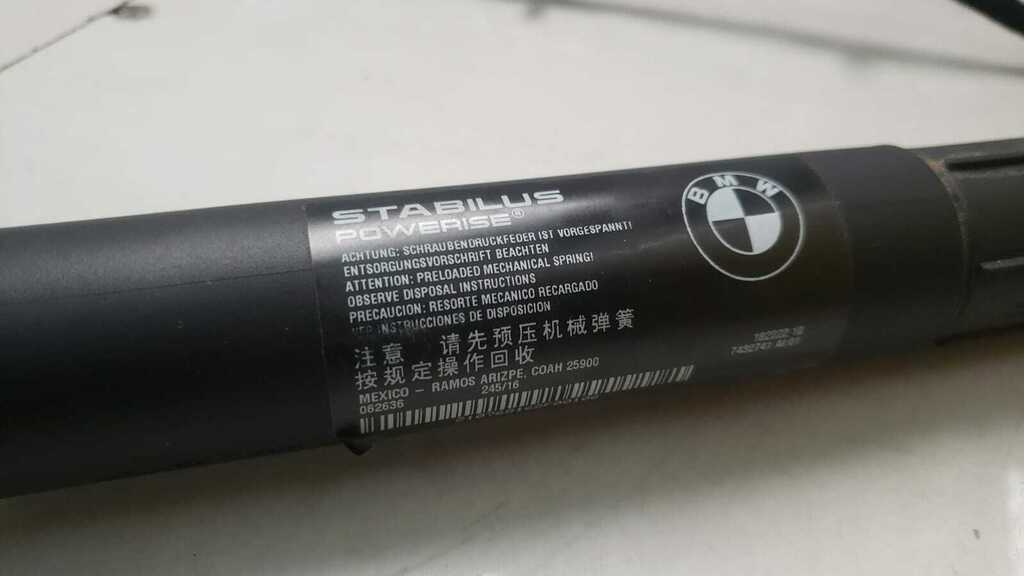 STABILUS
POWERISE®
ACHTUNG: SCHRAUBENDRUCKFEDER IST VORGESPANNT!
ENTSORGUNGSVORSCHRIFT BEACHTEN
ATTENTION: PRELOADED MECHANICAL SPRING!
OBSERVE DISPOSAL INSTRUCTIONS
PRECAUCION: RESORTE MECANICO RECARGADO
VER INSTRUCCIONES DE DISPOSICION
注意 请先预压机械弹簧
按规定操作回收
MEXICO - RAMOS ARIZPE, COAH 25900
062636 245/16
BMW